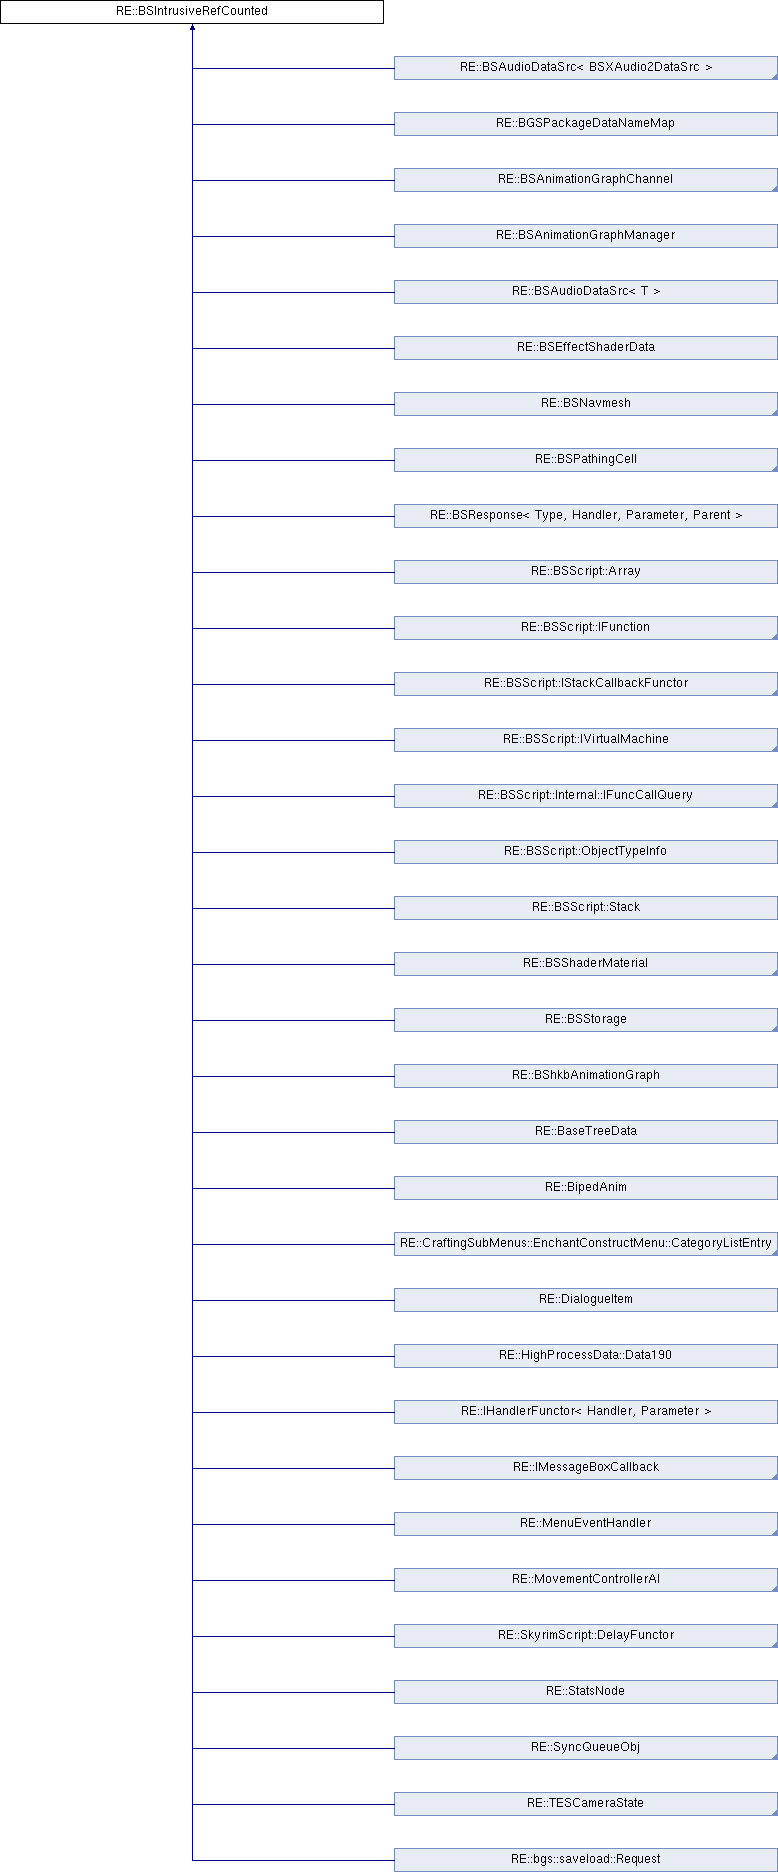 RE::BSIntrusiveRefCounted
RE::BSAudioDataSrc< BSXAudio2DataSrc >
RE::BGSPackageDataNameMap
RE::BSAnimationGraphChannel
RE::BSAnimationGraphManager
RE::BSAudioDataSrc< T >
RE::BSEffectShaderData
RE::BSNavmesh
RE::BSPathingCell
RE::BSResponse< Type, Handler, Parameter, Parent >
RE::BSScript::Array
RE::BSScript::IFunction
RE::BSScript::IStackCallbackFunctor
RE::BSScript::IVirtualMachine
RE::BSScript::Internal::IFuncCallQuery
RE::BSScript::ObjectTypeInfo
RE::BSScript::Stack
RE::BSShaderMaterial
RE::BSStorage
RE::BShkbAnimationGraph
RE::BaseTreeData
RE::BipedAnim
RE::CraftingSubMenus::EnchantConstructMenu::CategoryListEntry
RE::DialogueItem
RE::HighProcessData::Data190
RE::IHandlerFunctor< Handler, Parameter >
RE::IMessageBoxCallback
RE::MenuEventHandler
RE::MovementControllerAI
RE::SkyrimScript::DelayFunctor
RE::StatsNode
RE::SyncQueueObj
RE::TESCameraState
RE::bgs::saveload::Request